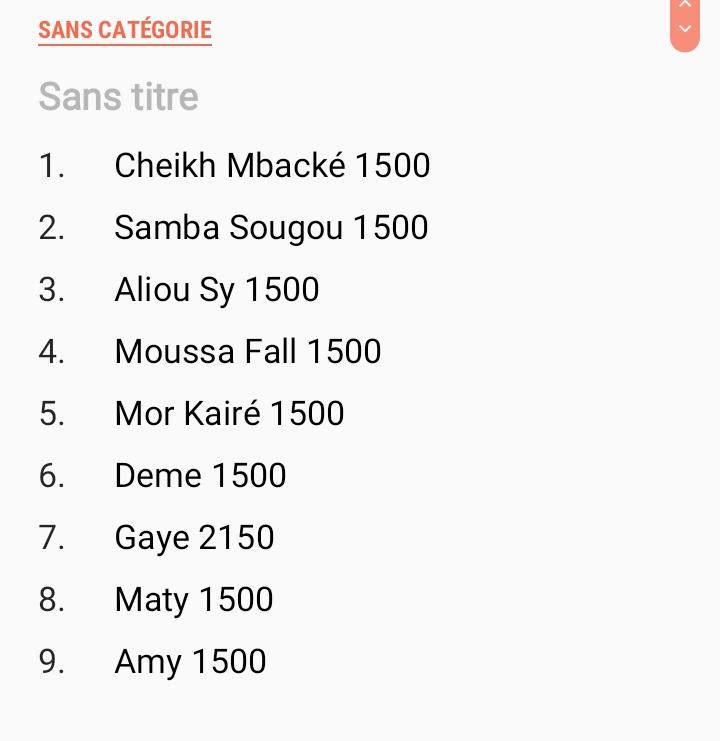 SANS CATÉGORIE
Sans titre
1. Cheikh Mbacké 1500
2. Samba Sougou 1500
3. Aliou Sy 1500
4. Moussa Fall 1500
5. Mor Kairé 1500
6. Deme 1500
7. Gaye 2150
8. Maty 1500
9. Amy 1500